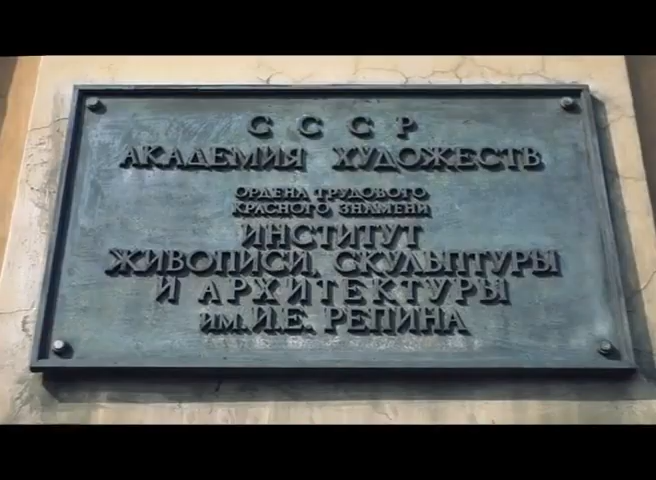 СССР
АКАДЕМИЯ ХУДОЖЕСТВ
ОРДЕНА ТРУДОВОГО
КРАСНОГО ЗНАМЕНИ
ИНСТИТУТ
ЖИВОПИСИ, СКУЛЬПТУРЫ
И АРХИТЕКТУРЫ
ИМ. И.Е. РЕПИНА